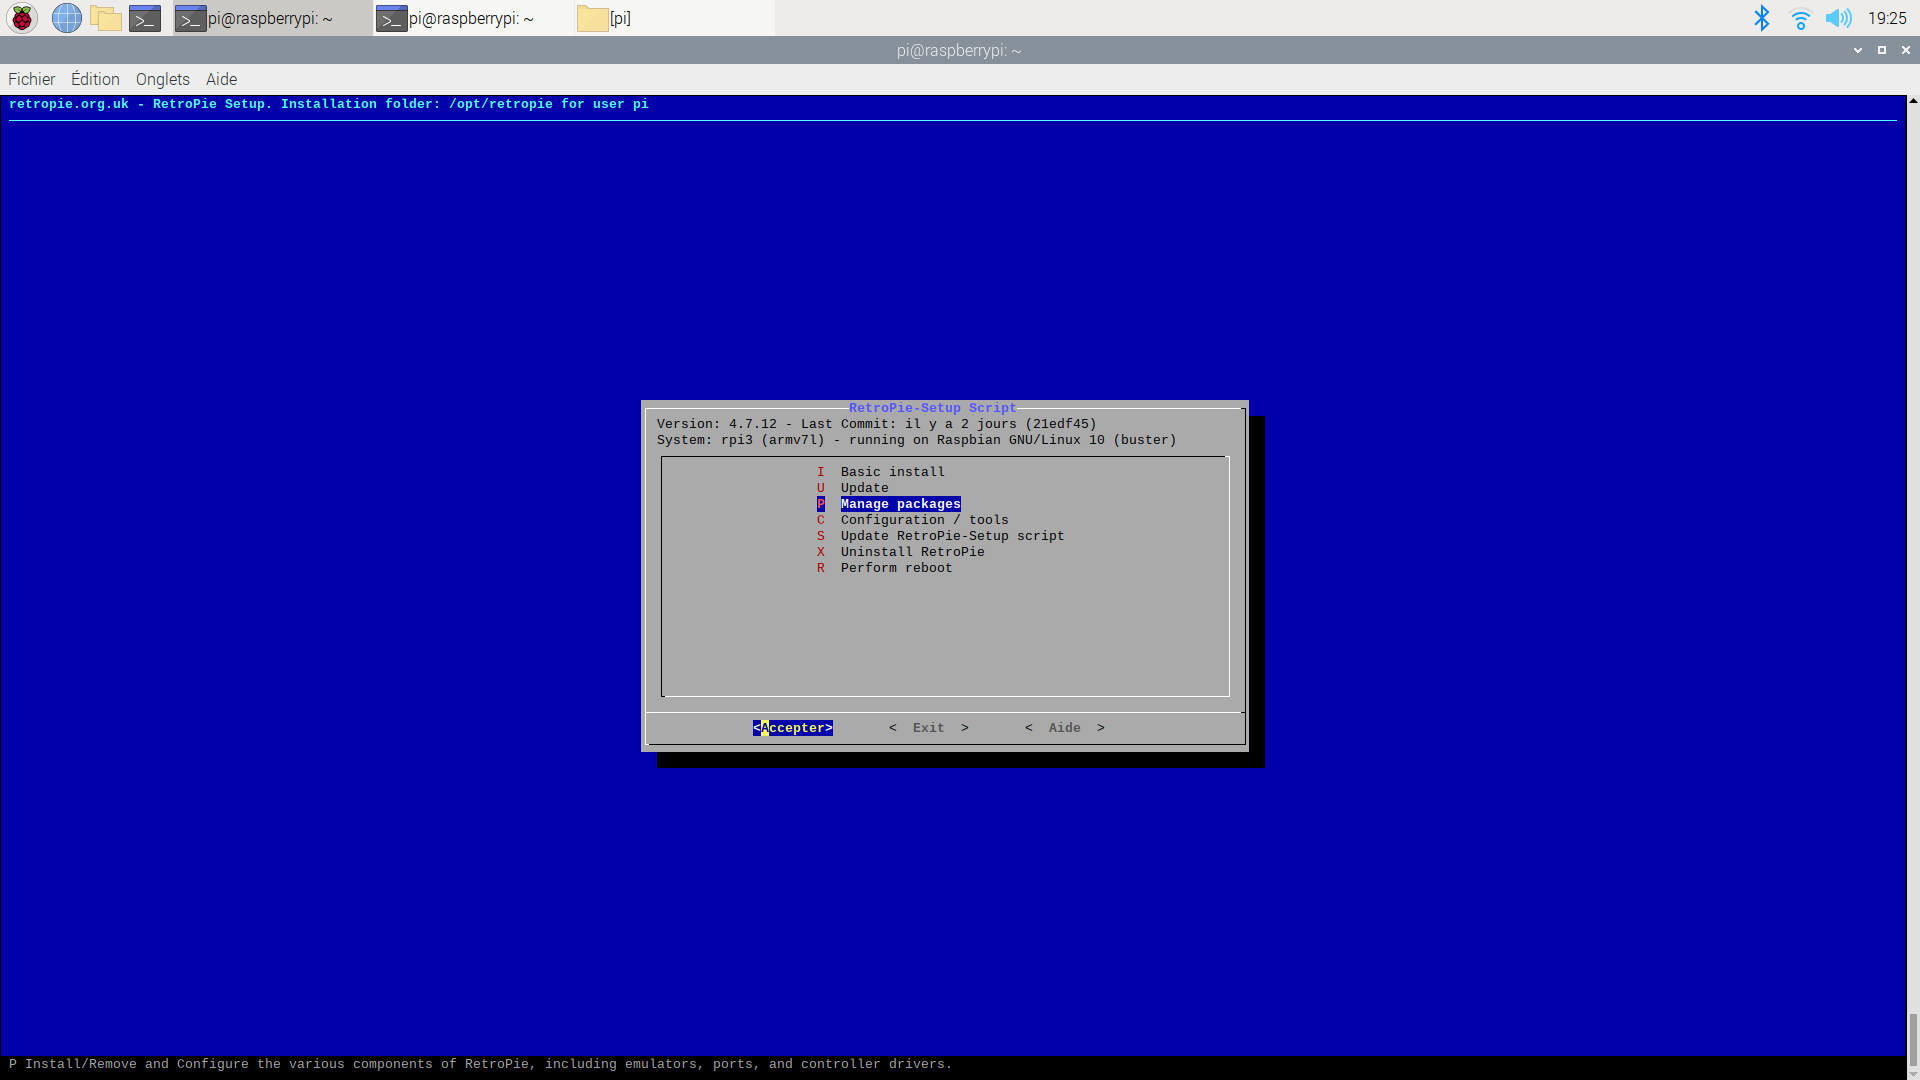 pi@raspberrypi: ~ pi@raspberrypi: ~ [pi] 19:25
pi@raspberrypi: ~
Fichier Édition Onglets Aide
retropie.org.uk - RetroPie Setup. Installation folder: /opt/retropie for user pi
RetroPie-Setup Script
Version: 4.7.12 - Last Commit: il y a 2 jours (21edf45)
System: rpi3 (armv7l) - running on Raspbian GNU/Linux 10 (buster)
I Basic install
U Update
P Manage packages
C Configuration / tools
S Update RetroPie-Setup script
X Uninstall RetroPie
R Perform reboot
<Accepter> < Exit > < Aide >
P Install/Remove and Configure the various components of RetroPie, including emulators, ports, and controller drivers.